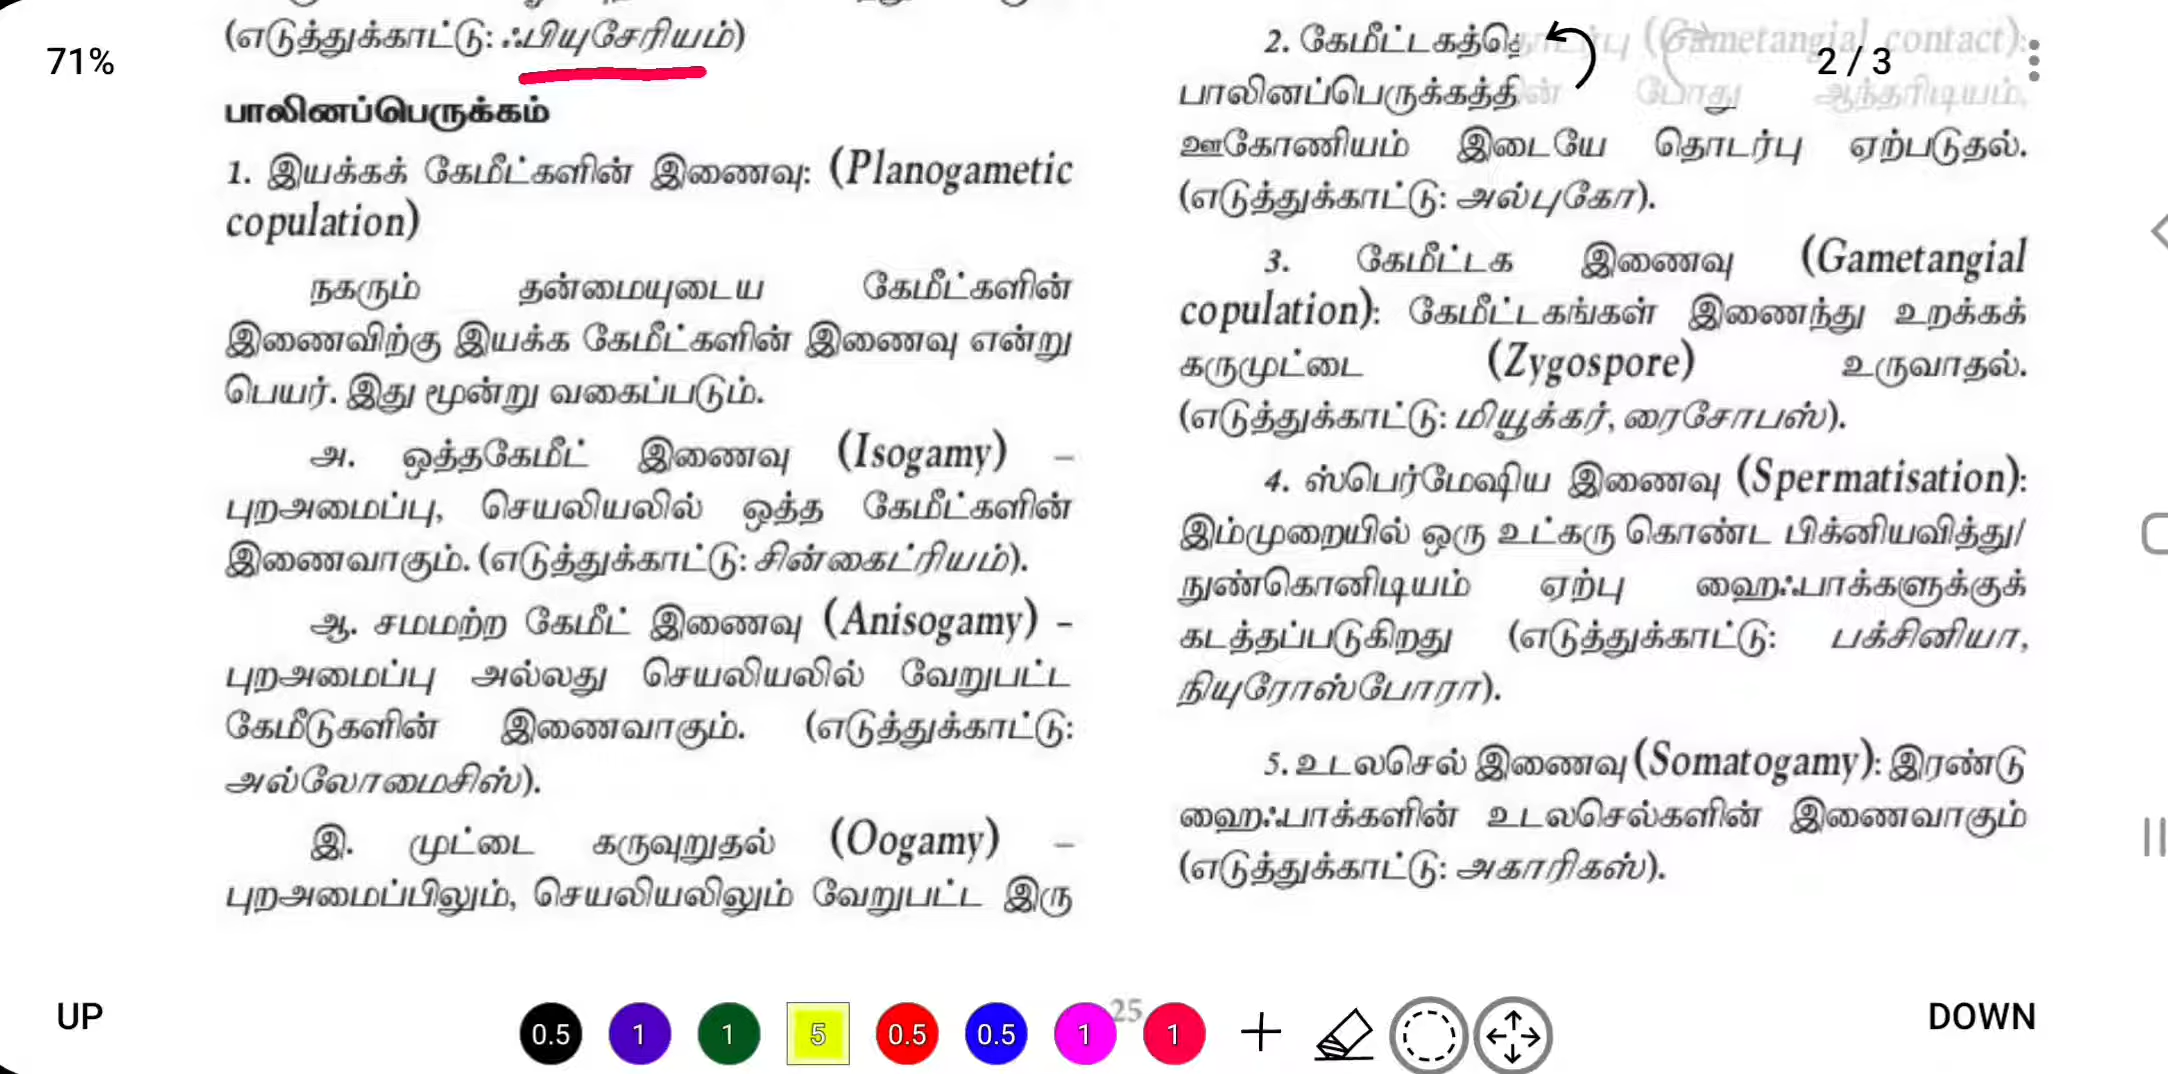 71%
(எடுத்துக்காட்டு: ஃபியுசேரியம்)
பாலினப்பெருக்கம்
1. இயக்கக் கேமீட்களின் இணைவு: (Planogametic
copulation)
நகரும் தன்மையுடைய கேமீட்களின்
இணைவிற்கு இயக்க கேமீட்களின் இணைவு என்று
பெயர். இது மூன்று வகைப்படும்.
அ. ஒத்தகேமீட் இணைவு (Isogamy) –
புறஅமைப்பு, செயலியலில் ஒத்த கேமீட்களின்
இணைவாகும். (எடுத்துக்காட்டு: சின்கைட்ரியம்).
ஆ. சமமற்ற கேமீட் இணைவு (Anisogamy) –
புறஅமைப்பு அல்லது செயலியலில் வேறுபட்ட
கேமீடுகளின் இணைவாகும். (எடுத்துக்காட்டு:
அல்லோமைசிஸ்).
இ. முட்டை கருவுறுதல் (Oogamy) –
புறஅமைப்பிலும், செயலியலிலும் வேறுபட்ட இரு
2. (Gametangial contact):
2 / 3
பாலினப்பெருக்கத்தின் போது ஆந்தரிடியம்,
ஊகோணியம் இடையே தொடர்பு ஏற்படுதல்.
(எடுத்துக்காட்டு: அல்புகோ).
3. கேமீட்டக இணைவு (Gametangial
copulation): கேமீட்டகங்கள் இணைந்து உறக்கக்
கருமுட்டை (Zygospore) உருவாதல்.
(எடுத்துக்காட்டு: மியூக்கர், ரைசோபஸ்).
4. ஸ்பெர்மேஷிய இணைவு (Spermatisation):
இம்முறையில் ஒரு உட்கரு கொண்ட பிக்னியவித்து/
நுண்கொனிடியம் ஏற்பு ஹைஃபாக்களுக்குக்
கடத்தப்படுகிறது (எடுத்துக்காட்டு: பக்சினியா,
நியுரோஸ்போரா).
5. உடலசெல் இணைவு (Somatogamy): இரண்டு
ஹைஃபாக்களின் உடலசெல்களின் இணைவாகும்
(எடுத்துக்காட்டு: அகாரிகஸ்).
UP
0.5 1 1 5 0.5 0.5 1 25 1 +
DOWN